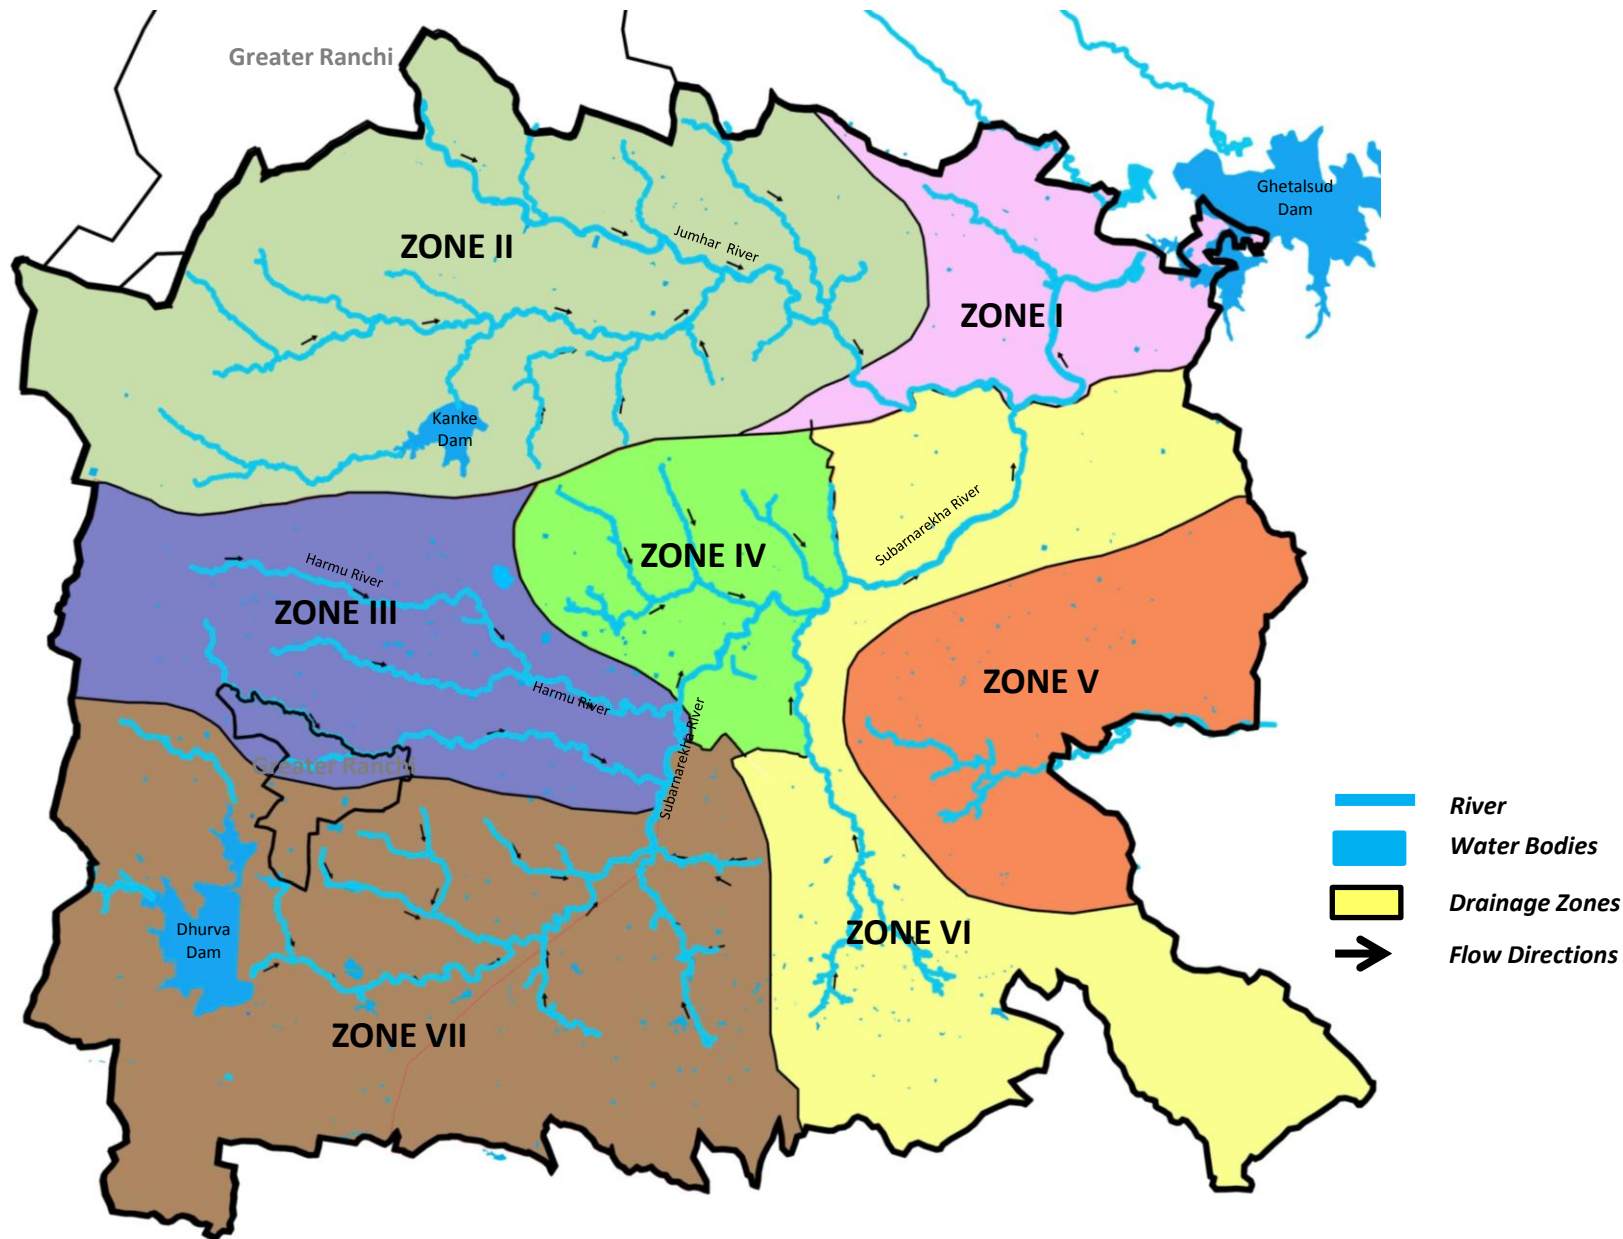 Greater Ranchi
Ghetalsud
Dam
ZONE II
Jumhar River
ZONE I
Kanke
Dam
Subarnarekha River
ZONE IV
Harmu River
ZONE III
ZONE V
Harmu River
Subarnarekha River
Greater Ranchi
River
Water Bodies
Drainage Zones
Dhurva
Dam
ZONE VI
Flow Directions
ZONE VII